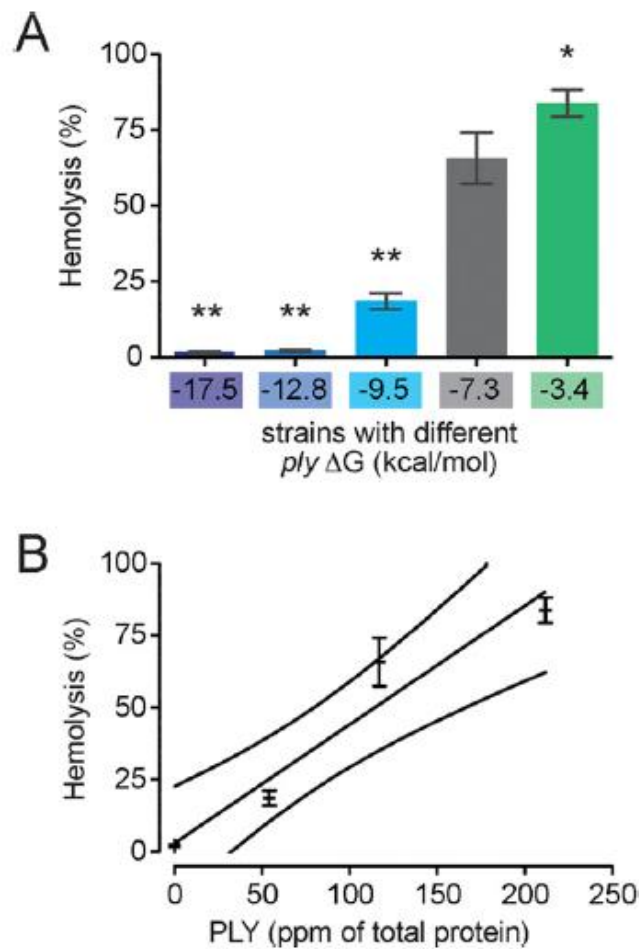 A
100
75
50
25
0
Hemolysis (%)
*
**
**
**
-17.5 -12.8 -9.5 -7.3 -3.4
strains with different
ply ΔG (kcal/mol)
B
100
75
50
25
0
Hemolysis (%)
0 50 100 150 200 250
PLY (ppm of total protein)